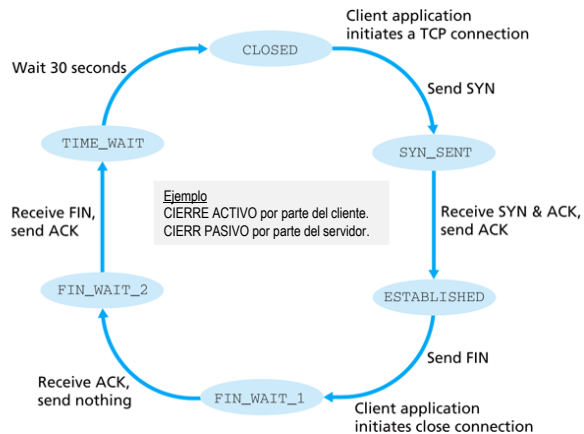 Client application
initiates a TCP connection
CLOSED
Wait 30 seconds
Send SYN
TIME_WAIT
SYN_SENT
Ejemplo
CIERRE ACTIVO por parte del cliente.
CIERR PASIVO por parte del servidor.
Receive FIN,
send ACK
Receive SYN & ACK,
send ACK
FIN_WAIT_2
ESTABLISHED
Send FIN
Receive ACK,
send nothing
FIN_WAIT_1
Client application
initiates close connection